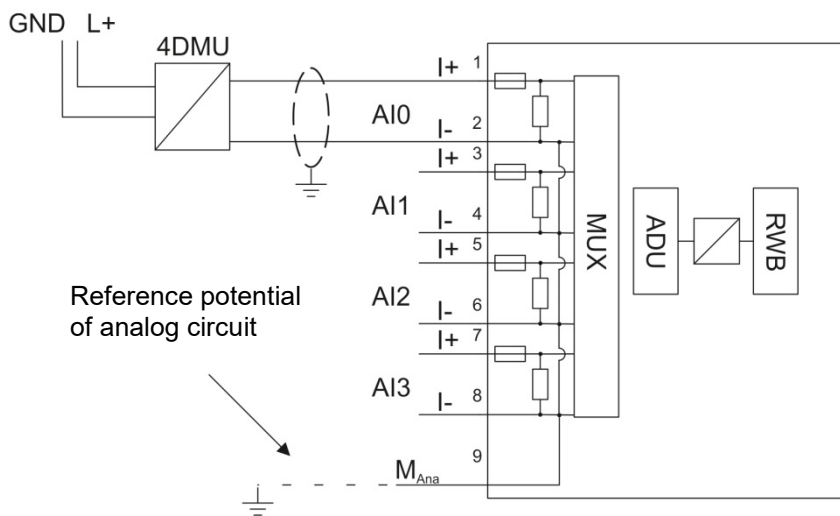 GND L+
4DMU
I+ 1
AI0
I- 2
I+ 3
AI1
I- 4
I+ 5
AI2
I- 6
I+ 7
AI3
I- 8
9
M_Ana
MUX
ADU
RWB
Reference potential
of analog circuit